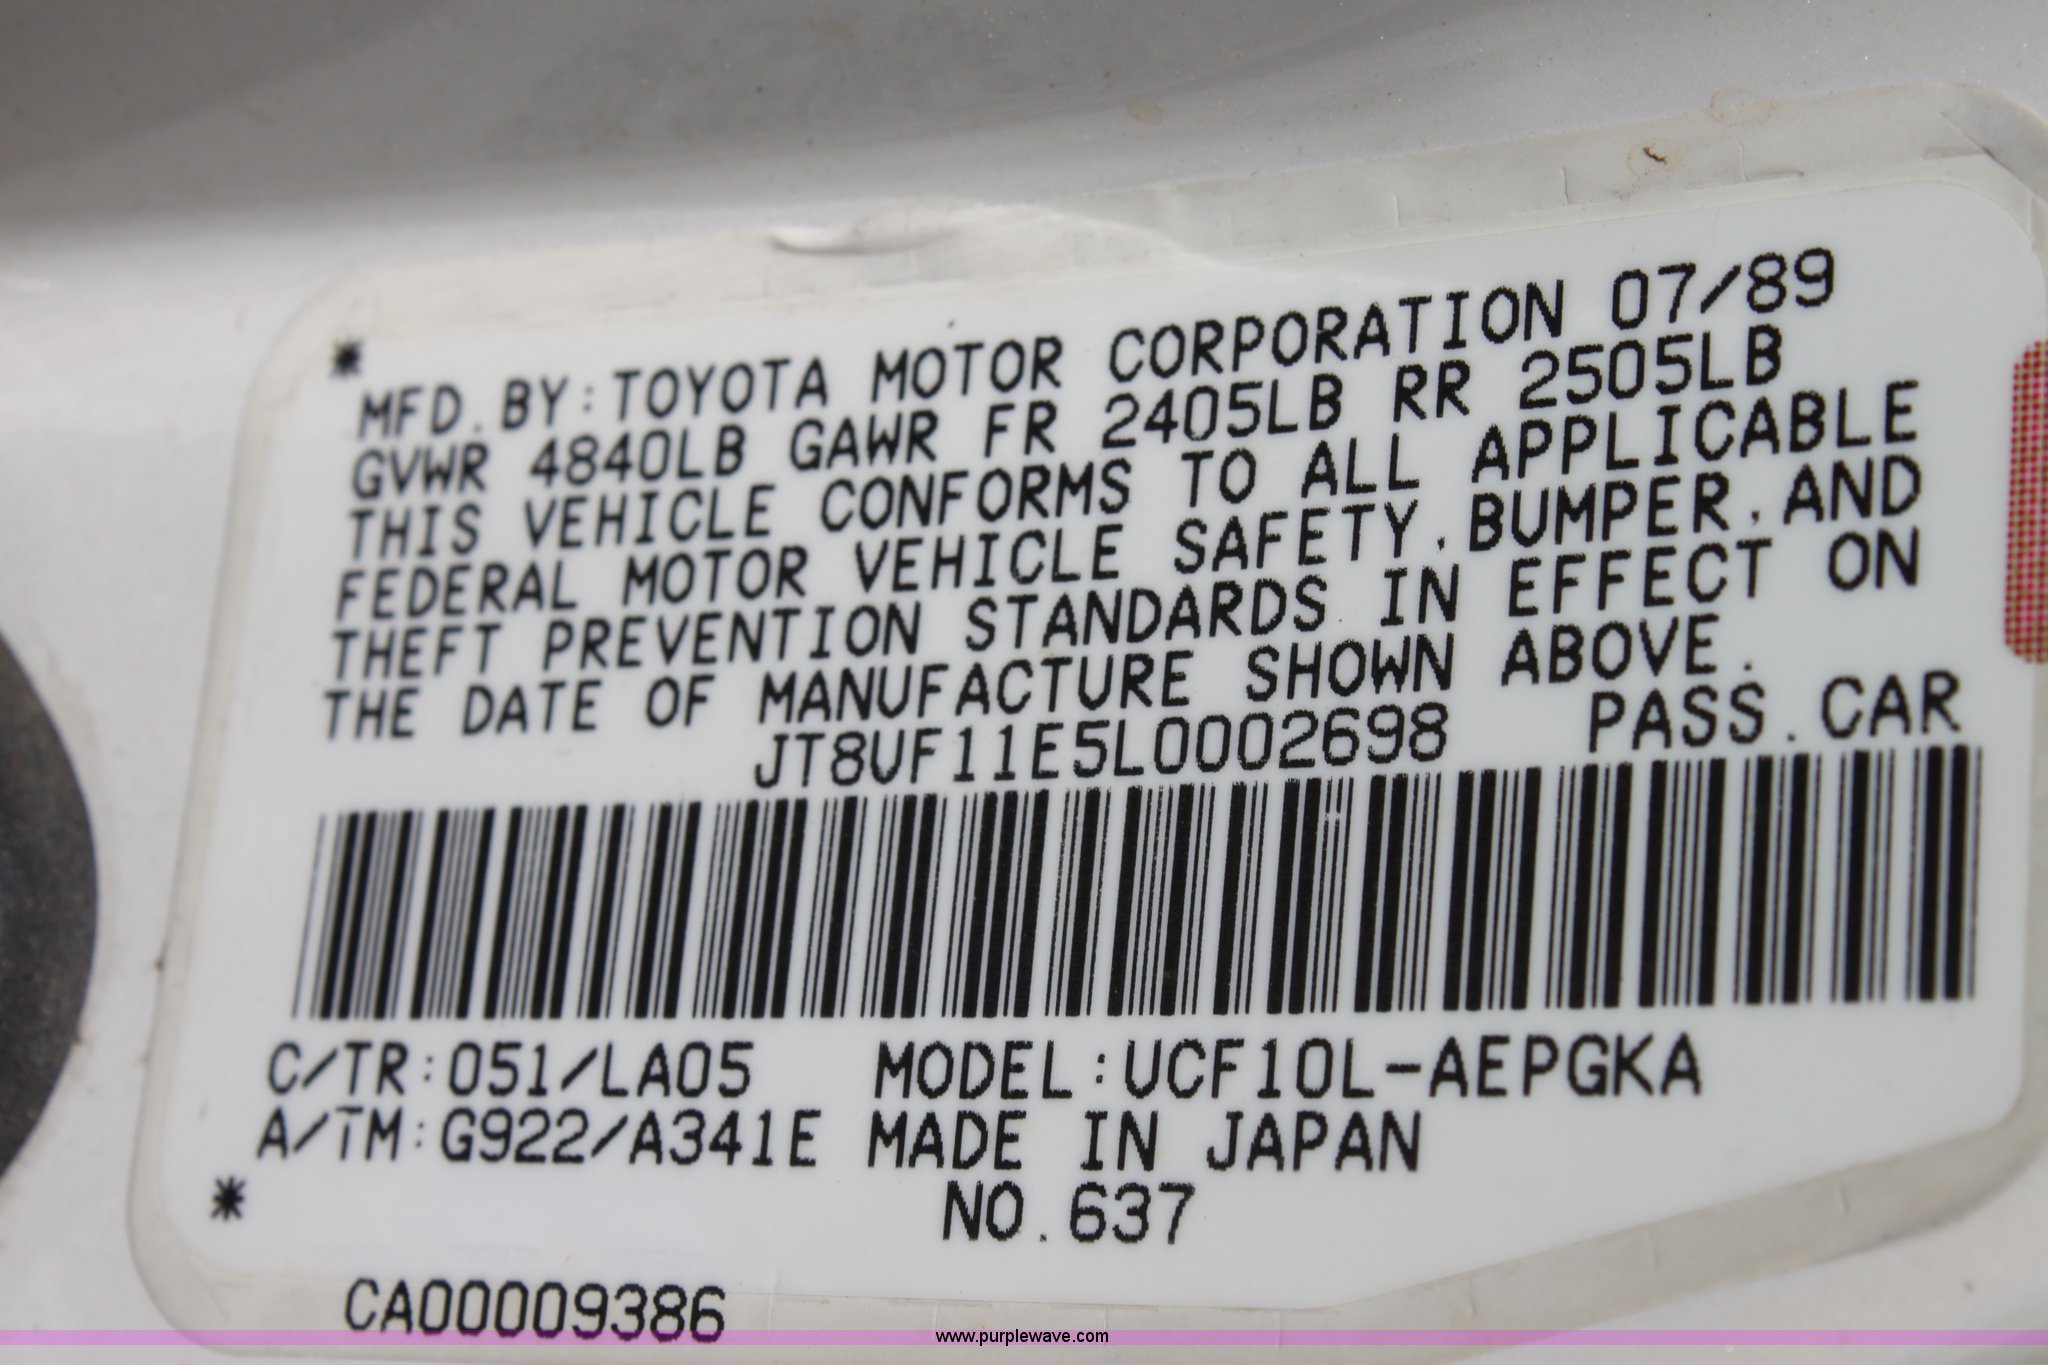 *
MFD.BY:TOYOTA MOTOR CORPORATION 07/89
GVWR 4840LB GAWR FR 2405LB RR 2505LB
THIS VEHICLE CONFORMS TO ALL APPLICABLE
FEDERAL MOTOR VEHICLE SAFETY,BUMPER,AND
THEFT PREVENTION STANDARDS IN EFFECT ON
THE DATE OF MANUFACTURE SHOWN ABOVE.
JT8UF11E5L0002698 PASS.CAR
C/TR:051/LA05 MODEL:UCF10L-AEPGKA
A/TM:G922/A341E MADE IN JAPAN
*
NO.637
CA00009386
www.purplewave.com